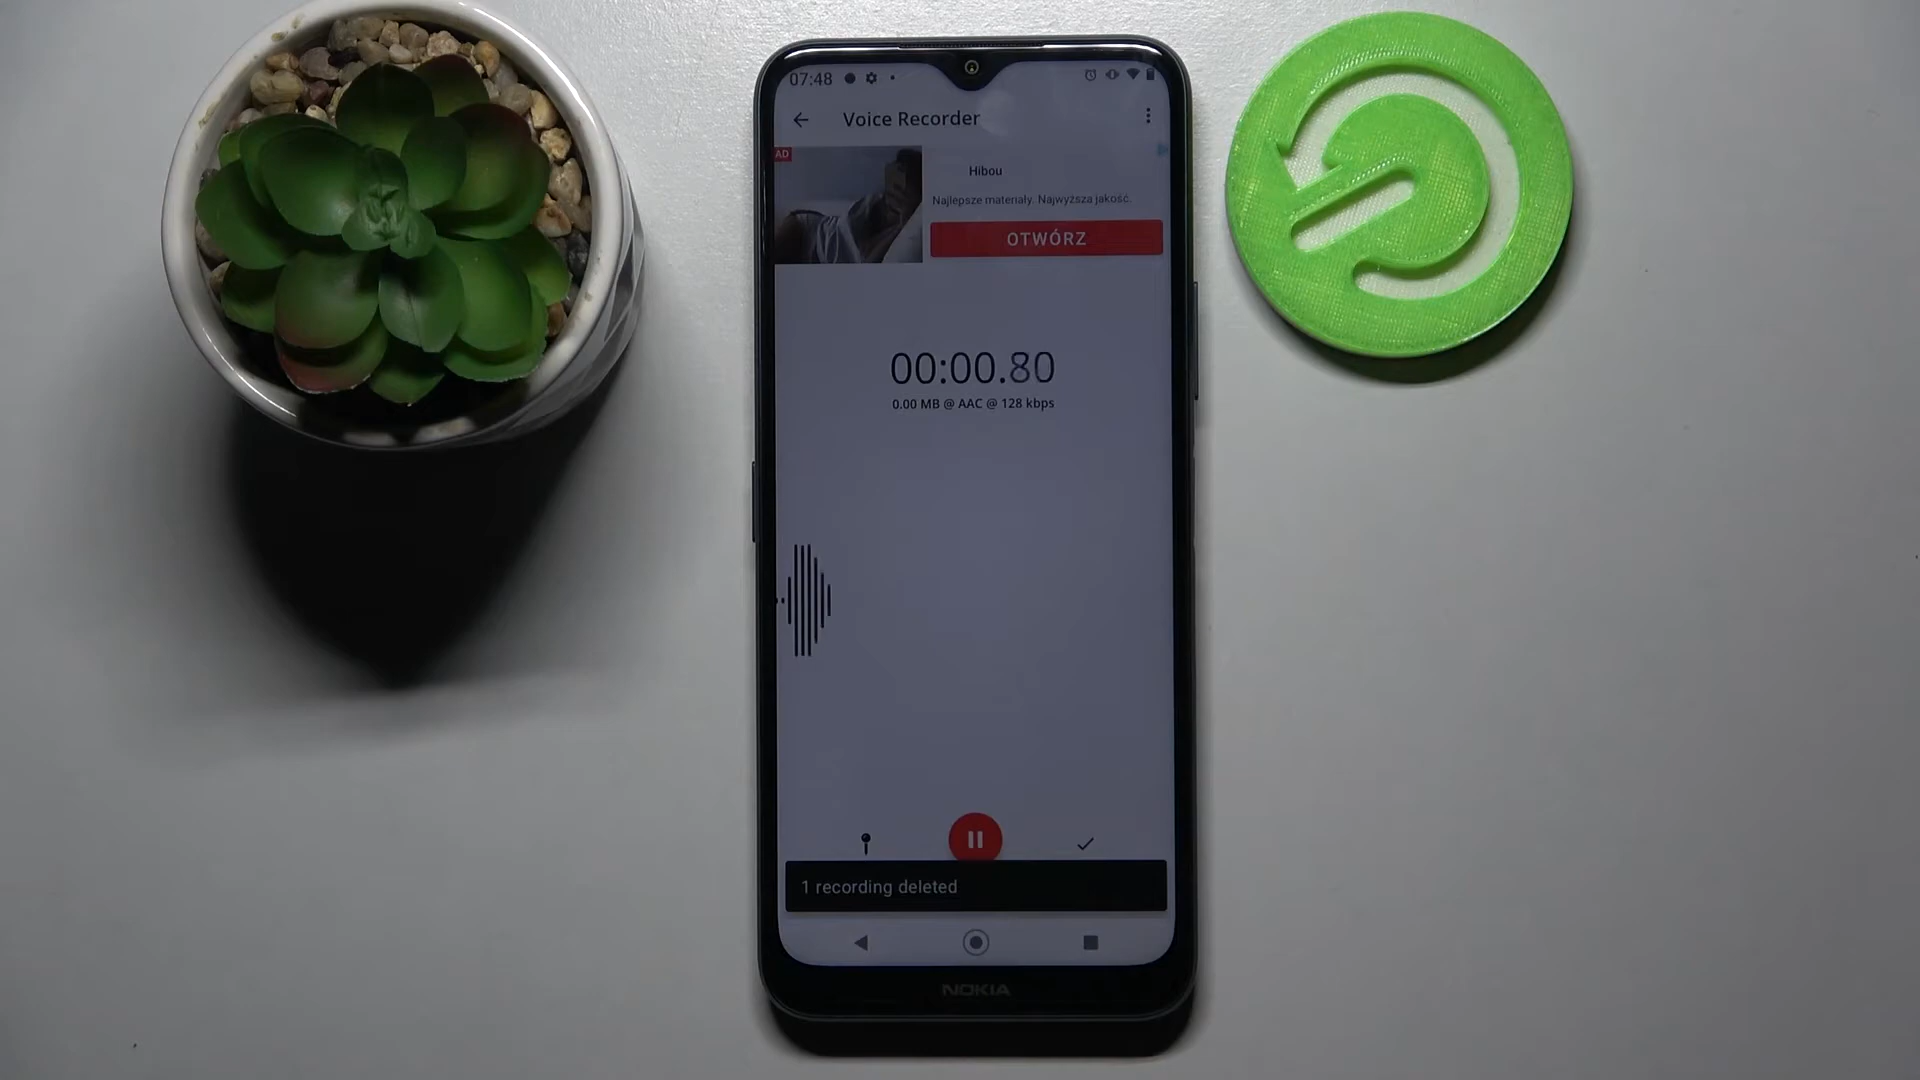 07:48
Voice Recorder
AD
Hibou
Najlepsze materiały. Najwyższa jakość.
OTWÓRZ
00:00.80
0.00 MB @ AAC @ 128 kbps
1 recording deleted
NOKIA